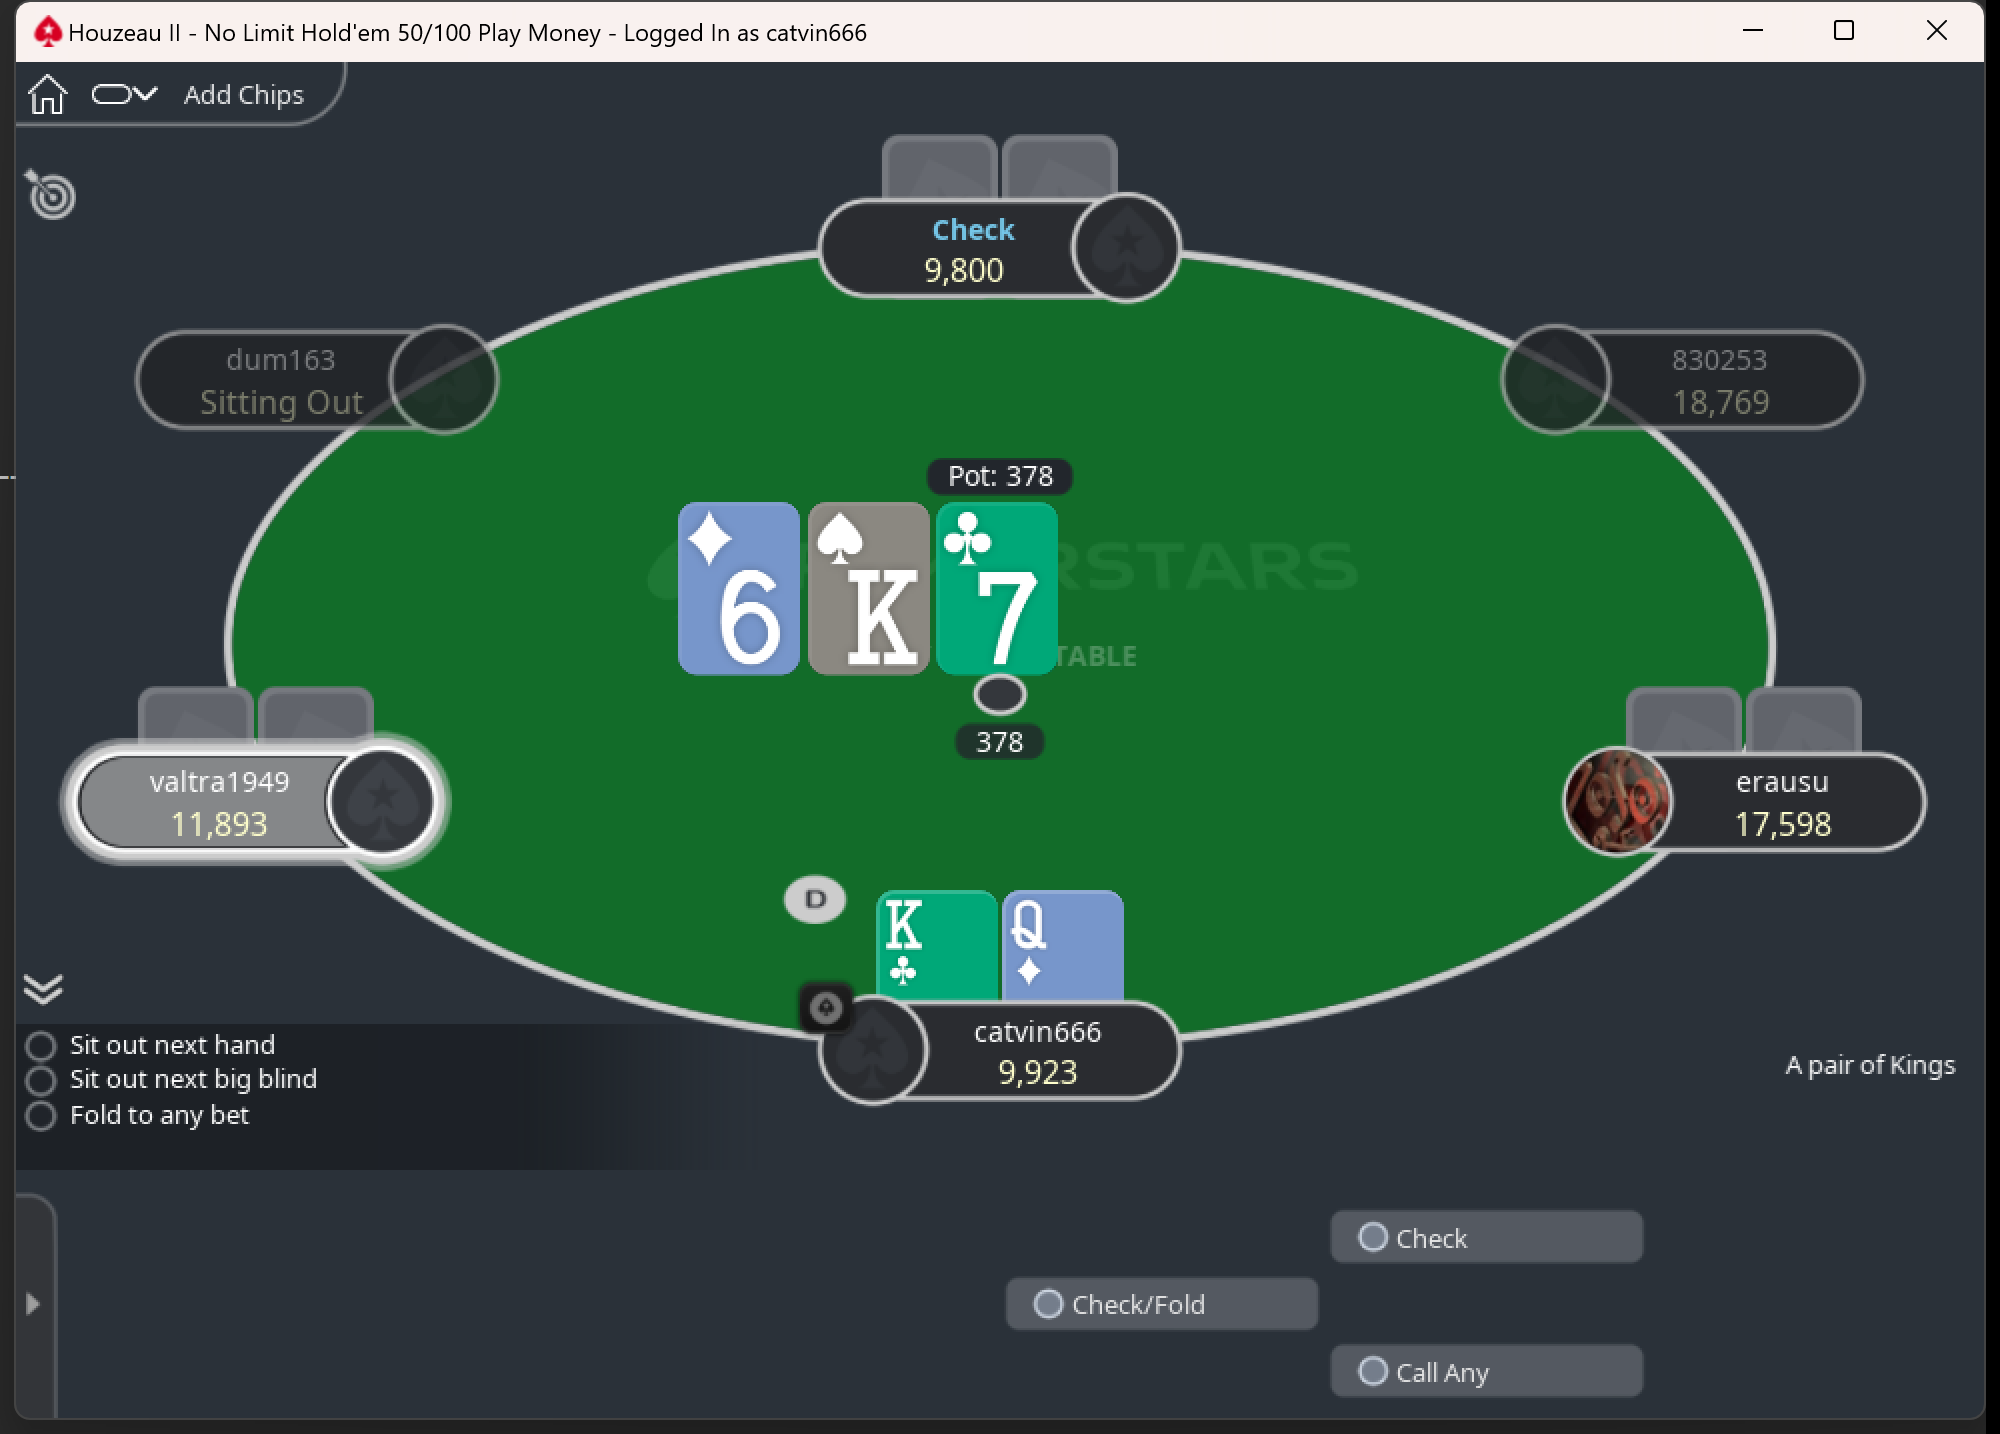 Houzeau II - No Limit Hold'em 50/100 Play Money - Logged In as catvin666
Add Chips
Check
9,800
dum163
Sitting Out
830253
18,769
Pot: 378
6 K 7
RSTARS
TABLE
378
valtra1949
11,893
erausu
17,598
D
K Q
catvin666
9,923
Sit out next hand
Sit out next big blind
Fold to any bet
A pair of Kings
Check
Check/Fold
Call Any